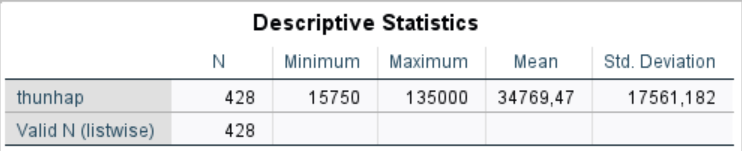 Descriptive Statistics
N Minimum Maximum Mean Std. Deviation
thunhap 428 15750 135000 34769,47 17561,182
Valid N (listwise) 428